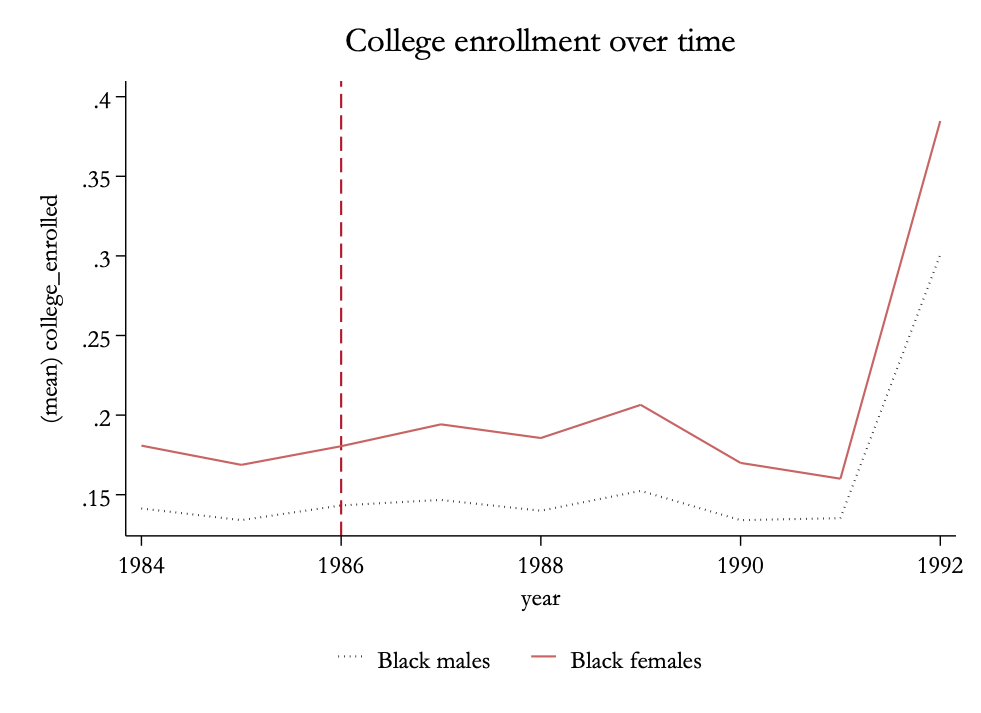 College enrollment over time
(mean) college_enrolled
.4
.35
.3
.25
.2
.15
1984 1986 1988 1990 1992
year
Black males Black females